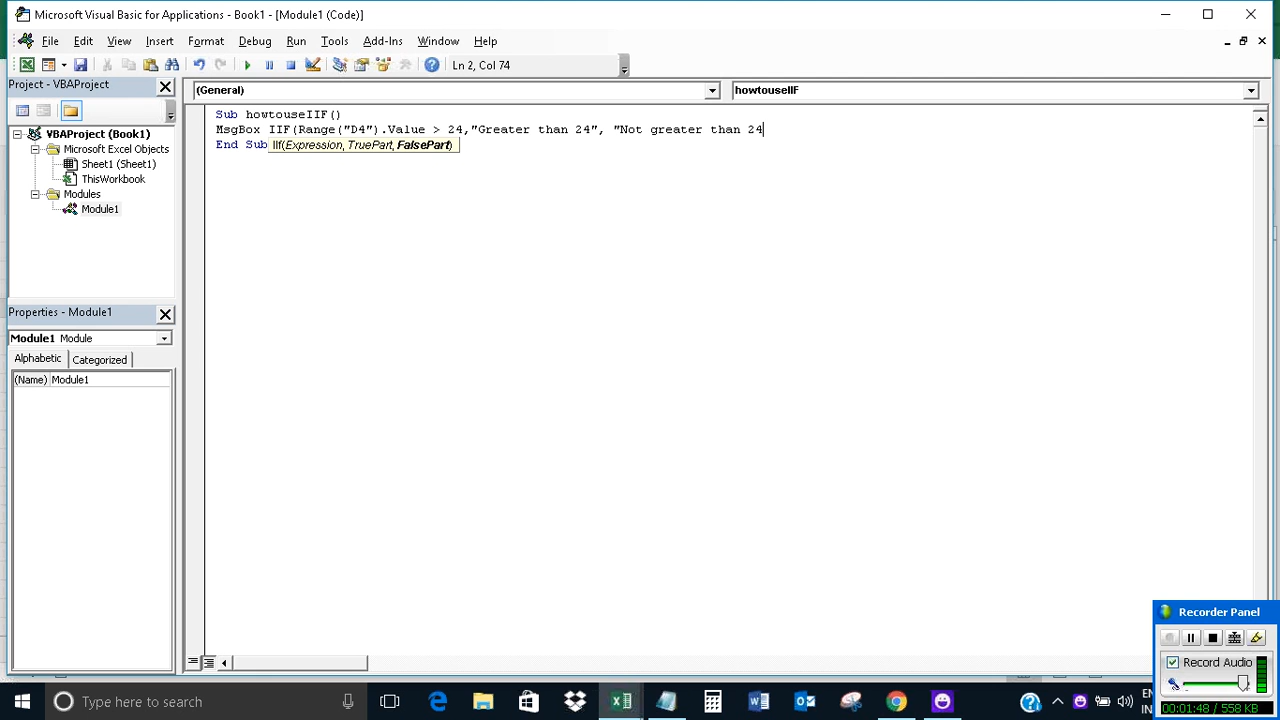 Microsoft Visual Basic for Applications - Book1 - [Module1 (Code)]
File Edit View Insert Format Debug Run Tools Add-Ins Window Help
Ln 2, Col 74
Project - VBAProject
(General)
howtouseIIF
VBAProject (Book1)
Microsoft Excel Objects
Sheet1 (Sheet1)
ThisWorkbook
Modules
Module1
Sub howtouseIIF()
MsgBox IIF(Range("D4").Value > 24,"Greater than 24", "Not greater than 24
End Sub
IIf(Expression, TruePart, FalsePart)
Properties - Module1
Module1 Module
Alphabetic Categorized
(Name) Module1
Recorder Panel
Record Audio
00:01:48 / 558 KB
Type here to search